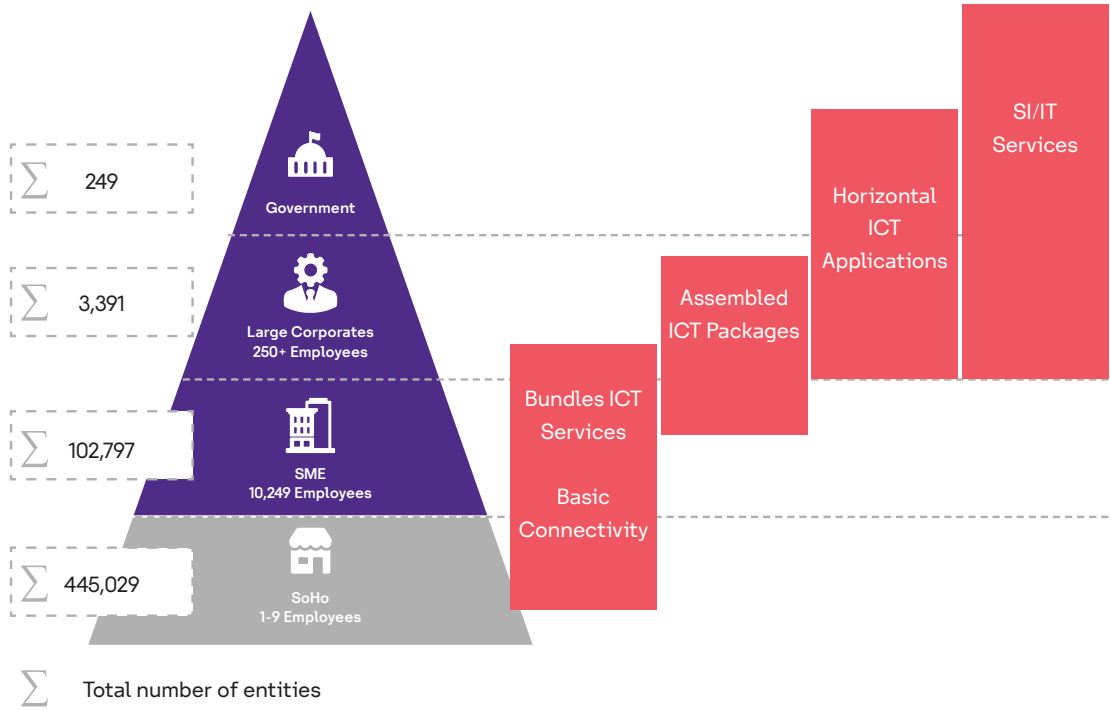 ∑ 249
Government
∑ 3,391
Large Corporates
250+ Employees
∑ 102,797
SME
10,249 Employees
∑ 445,029
SoHo
1-9 Employees
Bundles ICT
Services
Basic
Connectivity
Assembled
ICT Packages
Horizontal
ICT
Applications
SI/IT
Services
∑ Total number of entities